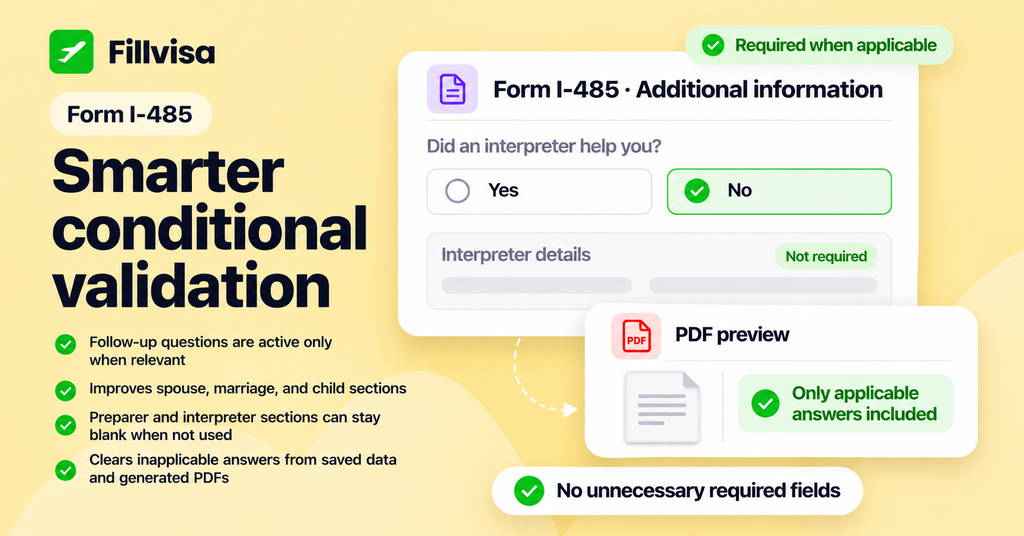 Fillvisa
Form I-485
Smarter
conditional
validation
Follow-up questions are active only
when relevant
Improves spouse, marriage, and child sections
Preparer and interpreter sections can stay
blank when not used
Clears inapplicable answers from saved data
and generated PDFs
Required when applicable
Form I-485 · Additional information
Did an interpreter help you?
Yes
No
Interpreter details
Not required
PDF
PDF preview
Only applicable
answers included
No unnecessary required fields